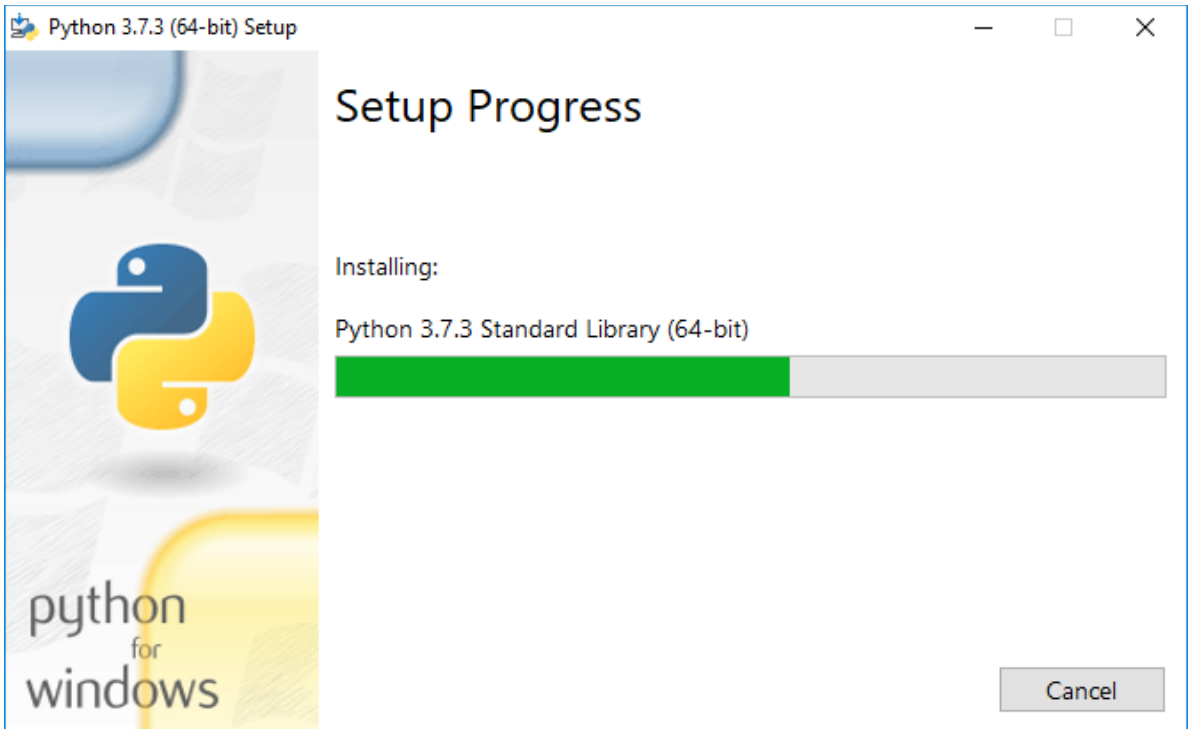 Python 3.7.3 (64-bit) Setup
Setup Progress
Installing:
Python 3.7.3 Standard Library (64-bit)
python
for
windows
Cancel